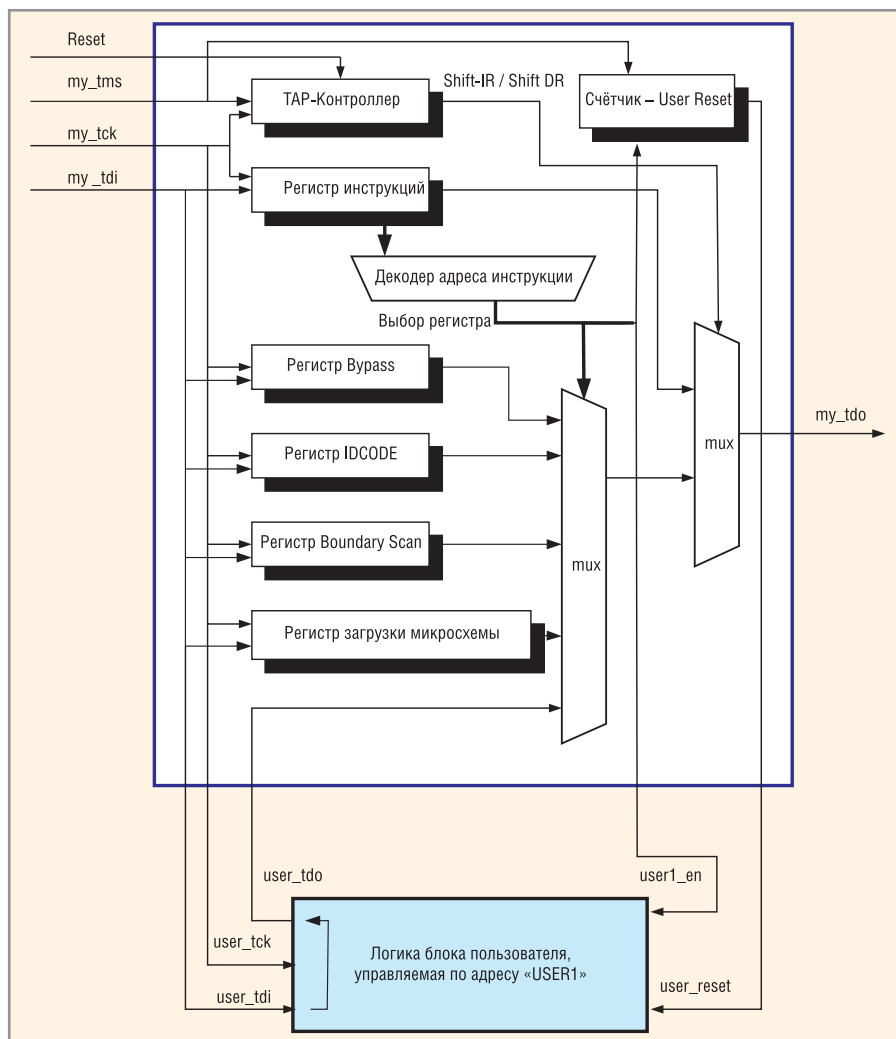 Reset
my_tms
my_tck
my _tdi
TAP-Контроллер
Shift-IR / Shift DR
Счётчик – User Reset
Регистр инструкций
Декодер адреса инструкции
Выбор регистра
Регистр Bypass
Регистр IDCODE
Регистр Boundary Scan
Регистр загрузки микросхемы
mux
mux
my_tdo
user_tdo
user1_en
user_tck
user_tdi
Логика блока пользователя,
управляемая по адресу «USER1»
user_reset